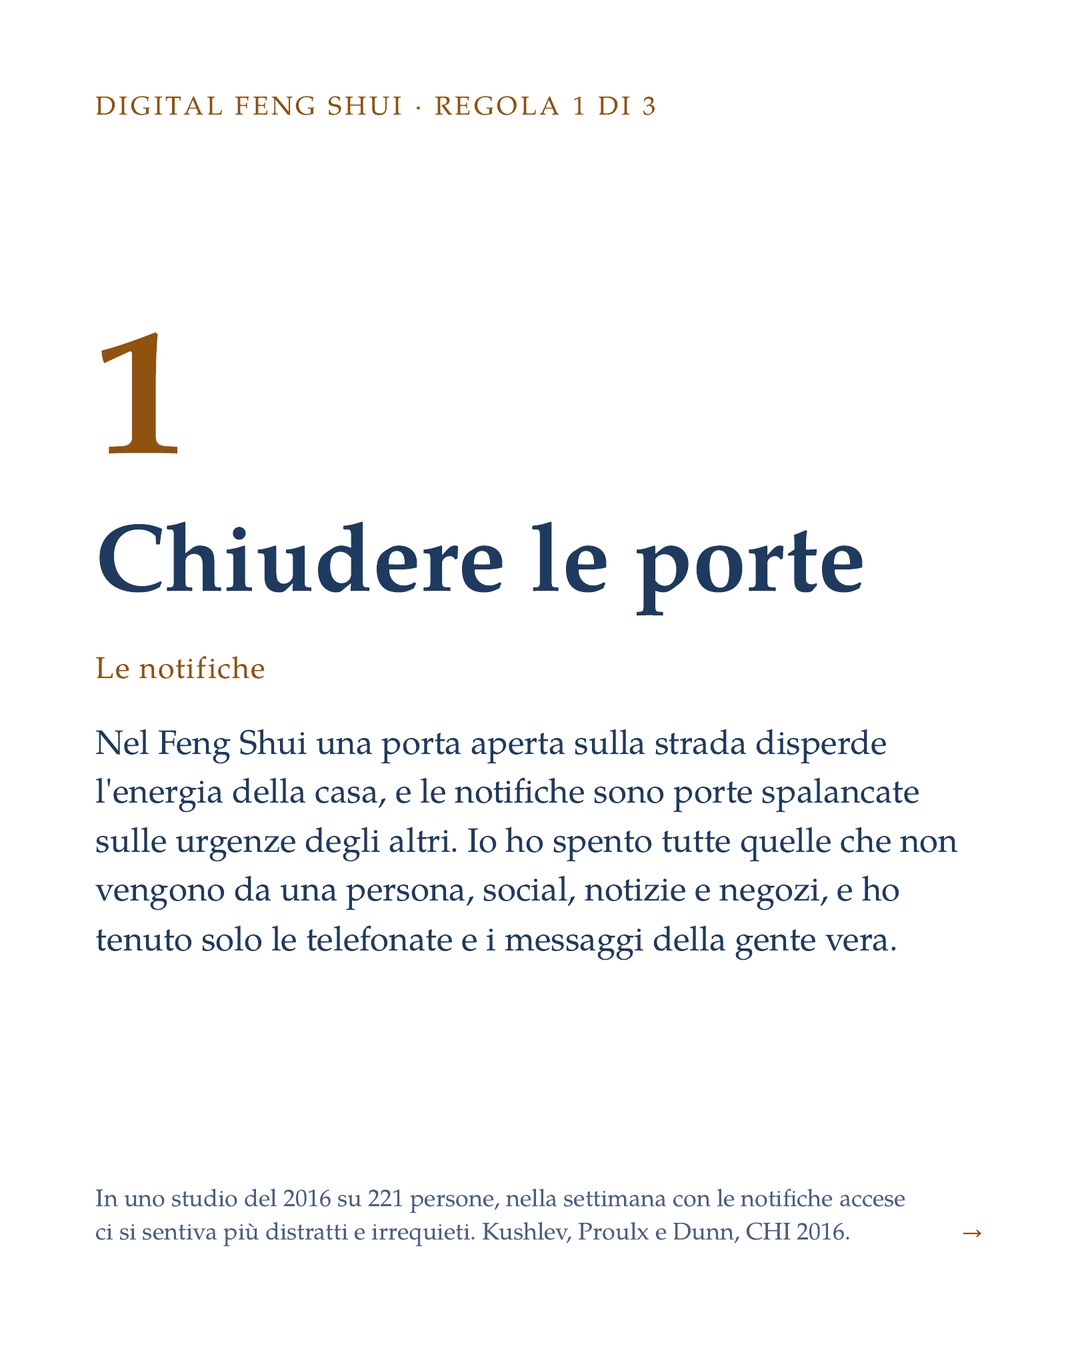 DIGITAL FENG SHUI · REGOLA 1 DI 3
1
Chiudere le porte
Le notifiche
Nel Feng Shui una porta aperta sulla strada disperde
l'energia della casa, e le notifiche sono porte spalancate
sulle urgenze degli altri. Io ho spento tutte quelle che non
vengono da una persona, social, notizie e negozi, e ho
tenuto solo le telefonate e i messaggi della gente vera.
In uno studio del 2016 su 221 persone, nella settimana con le notifiche accese
ci si sentiva più distratti e irrequieti. Kushlev, Proulx e Dunn, CHI 2016. →